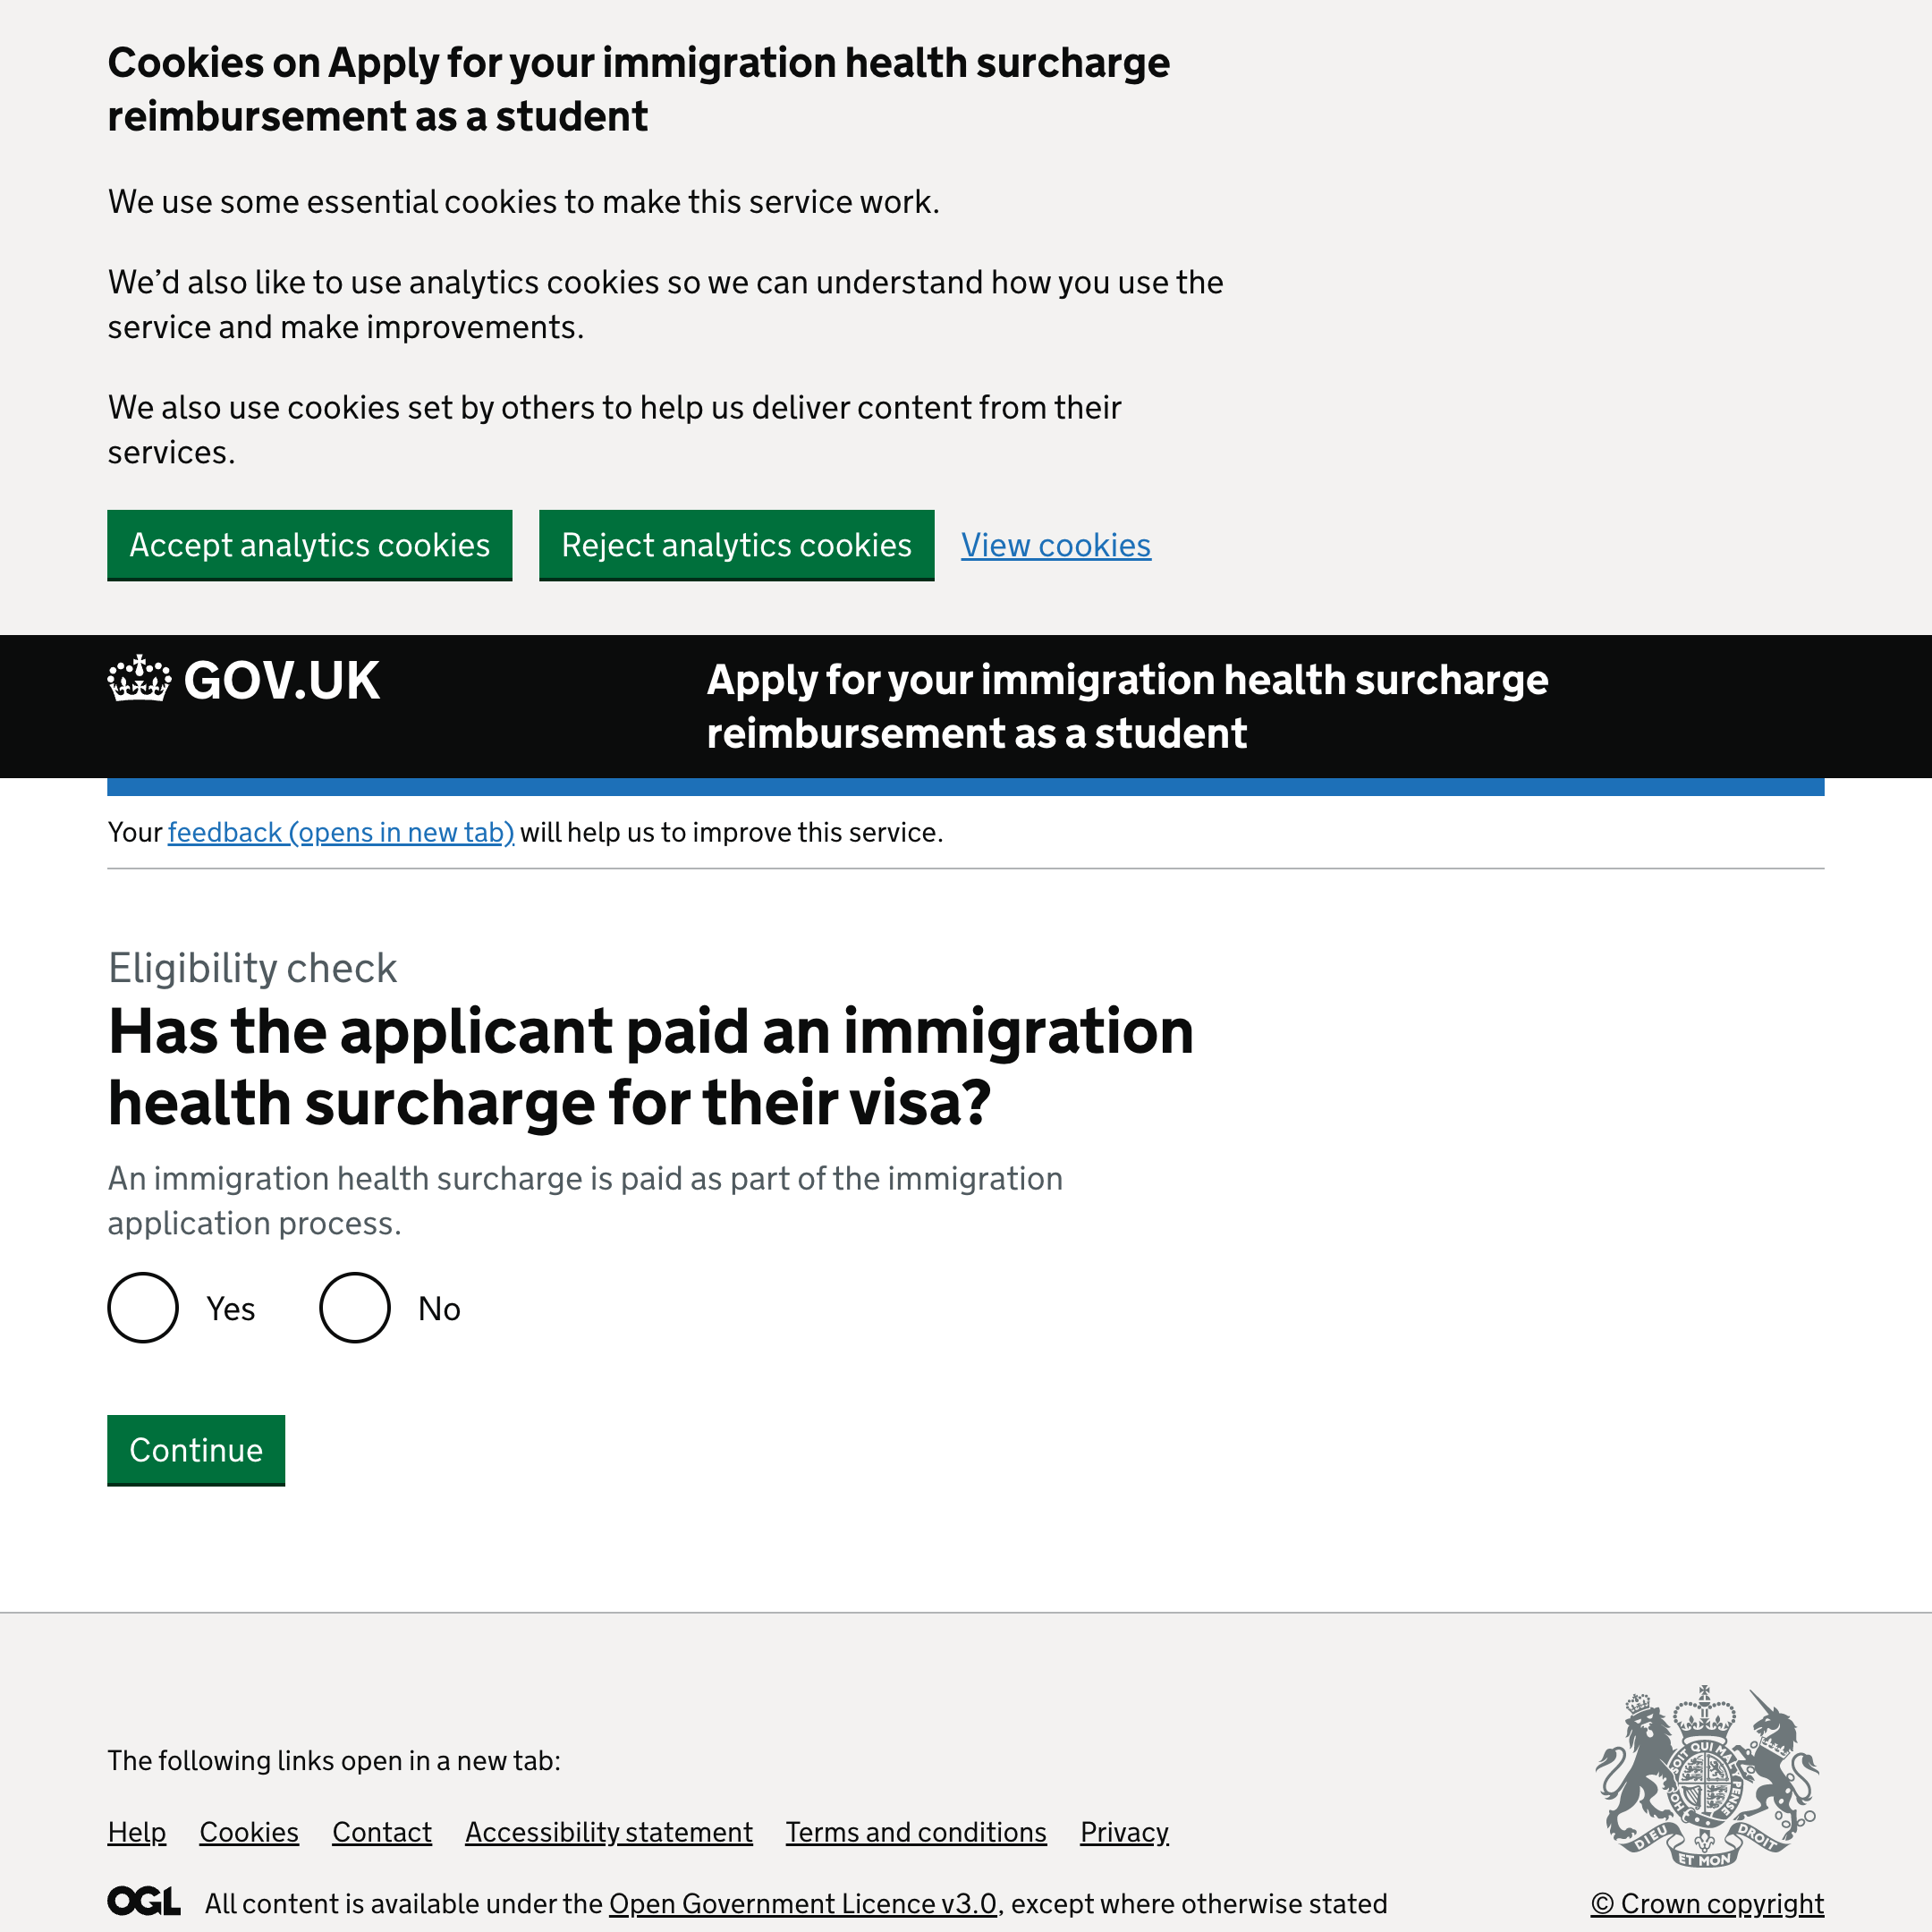 Cookies on Apply for your immigration health surcharge
reimbursement as a student
We use some essential cookies to make this service work.
We’d also like to use analytics cookies so we can understand how you use the
service and make improvements.
We also use cookies set by others to help us deliver content from their
services.
Accept analytics cookies
Reject analytics cookies
View cookies
GOV.UK
Apply for your immigration health surcharge
reimbursement as a student
Your feedback (opens in new tab) will help us to improve this service.
Eligibility check
Has the applicant paid an immigration
health surcharge for their visa?
An immigration health surcharge is paid as part of the immigration
application process.
Yes
No
Continue
The following links open in a new tab:
Help
Cookies
Contact
Accessibility statement
Terms and conditions
Privacy
OGL
All content is available under the Open Government Licence v3.0, except where otherwise stated
DIEU
ET MON
DROIT
© Crown copyright